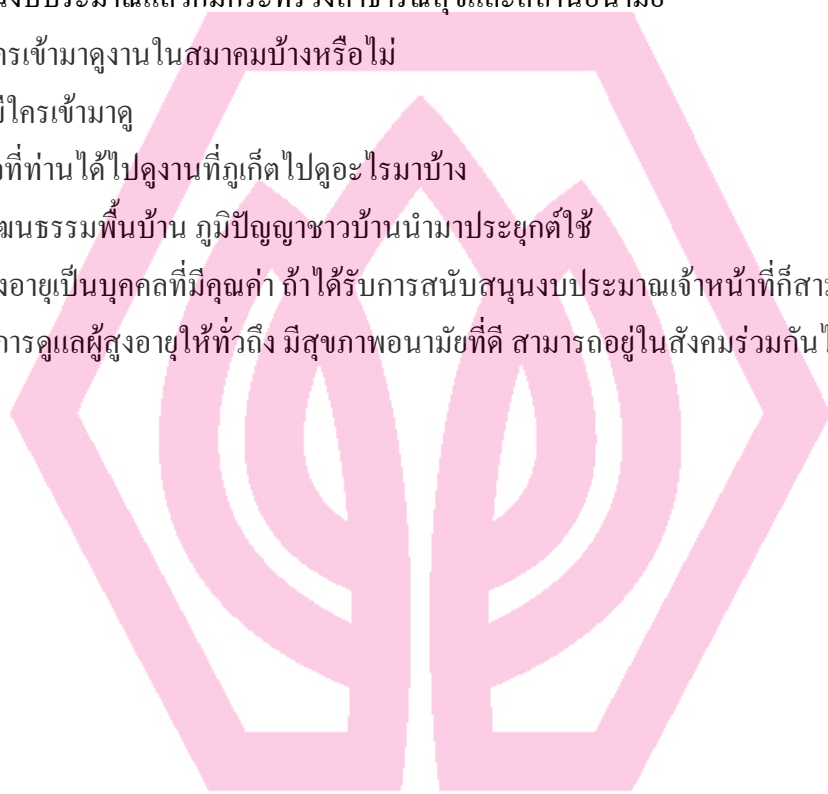 ครเข้ามาดูงานในสมาคมบ้างหรือไม่
ใครเข้ามาดู
ที่ท่านได้ไปดูงานที่ภูเก็ตไปดูอะไรมาบ้าง
ฒนธรรมพื้นบ้าน ภูมิปัญญาชาวบ้านนำมาประยุกต์ใช้
งอายุเป็นบุคคลที่มีคุณค่า ถ้าได้รับการสนับสนุนงบประมาณเจ้าหน้าที่ก็สา
การดูแลผู้สูงอายุให้ทั่วถึง มีสุขภาพอนามัยที่ดี สามารถอยู่ในสังคมร่วมกัน